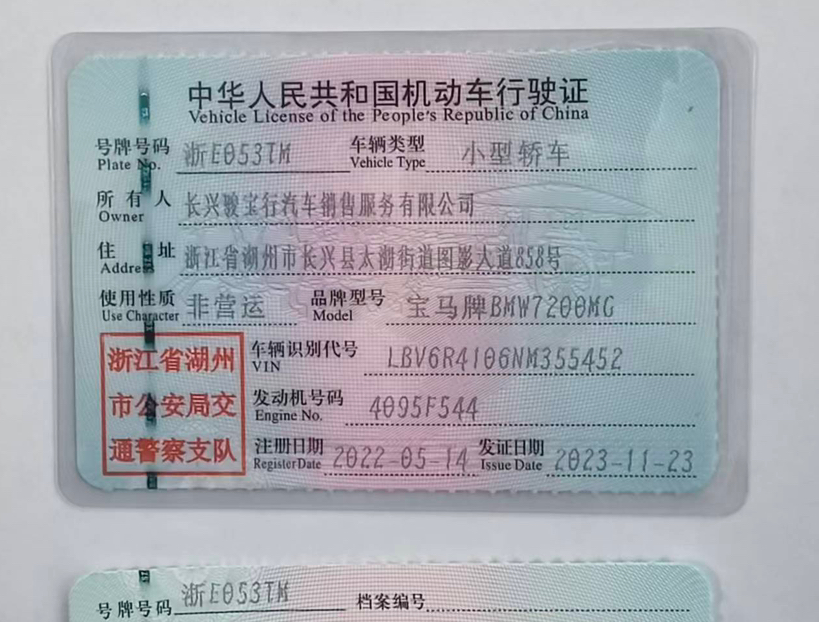 中华人民共和国机动车行驶证
Vehicle License of the People's Republic of China
号牌号码 浙E053TM 车辆类型 小型轿车
Plate No. Vehicle Type
所有人 长兴骏宝行汽车销售服务有限公司
Owner
住址 浙江省湖州市长兴县太湖街道图影大道858号
Address
使用性质 非营运 品牌型号 宝马牌BMW7200MG
Use Character Model
浙江省湖州
市公安局交
通警察支队
车辆识别代号 LBV6R4106NM355452
VIN
发动机号码 4095F544
Engine No.
注册日期 2022-05-14 发证日期 2023-11-23
Register Date Issue Date
号牌号码 浙E053TM 档案编号